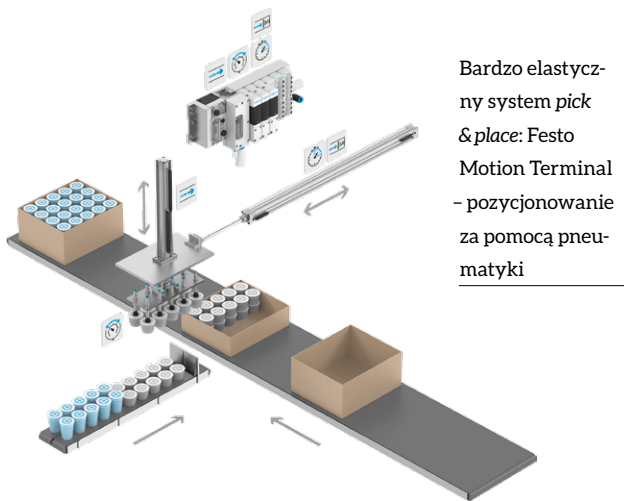 Bardzo elastycz-
ny system pick
& place: Festo
Motion Terminal
– pozycjonowanie
za pomocą pneu-
matyki